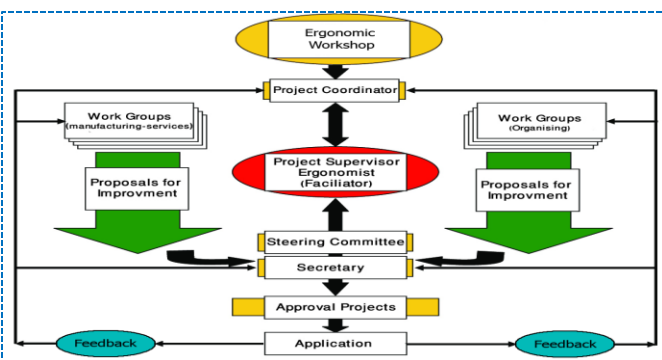 Ergonomic
Workshop
Project Coordinator
Work Groups
(manufacturing-services)
Work Groups
(Organising)
Project Supervisor
Ergonomist
(Faciliator)
Proposals for
Improvment
Proposals for
Improvment
Steering Committee
Secretary
Approval Projects
Feedback
Application
Feedback